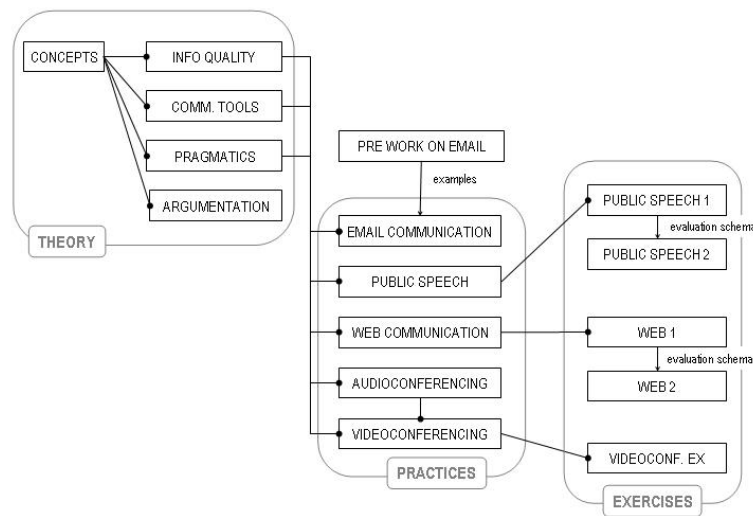 CONCEPTS
INFO QUALITY
COMM. TOOLS
PRAGMATICS
ARGUMENTATION
THEORY
PRE WORK ON EMAIL
examples
EMAIL COMMUNICATION
PUBLIC SPEECH
WEB COMMUNICATION
AUDIOCONFERENCING
VIDEOCONFERENCING
PRACTICES
PUBLIC SPEECH 1
evaluation schema
PUBLIC SPEECH 2
WEB 1
evaluation schema
WEB 2
VIDEOCONF. EX
EXERCISES